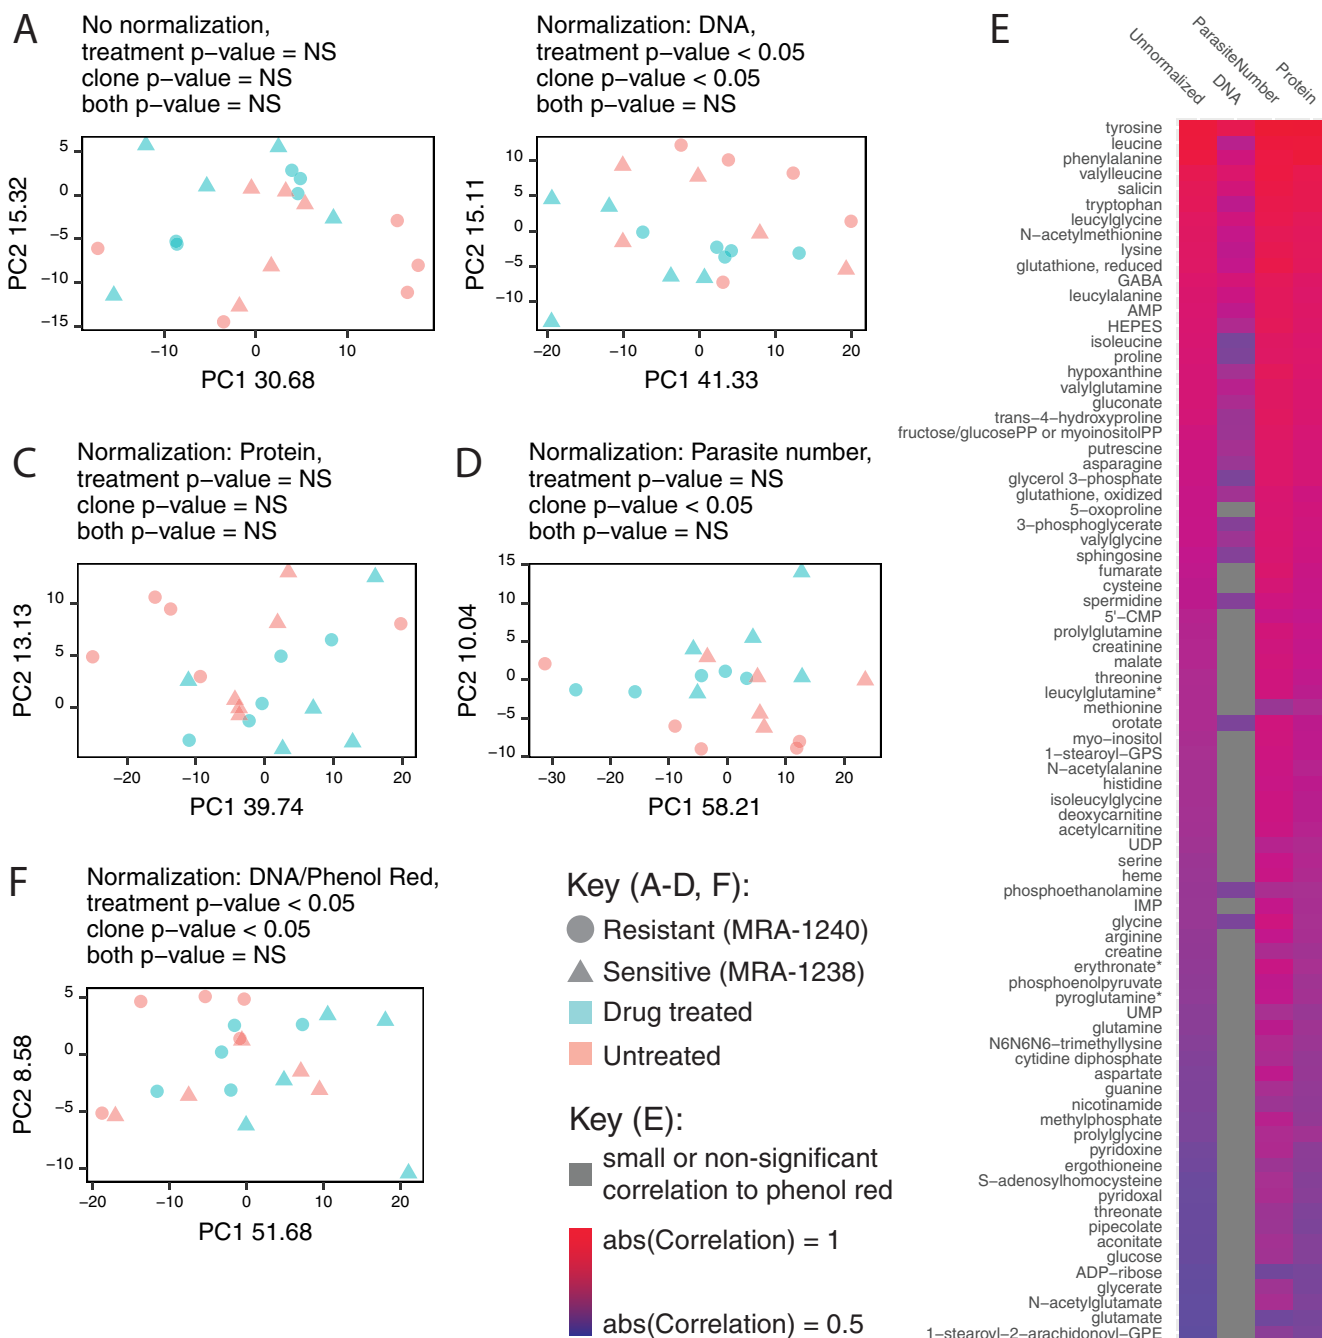 A
No normalization,
treatment p−value = NS
clone p−value = NS
both p−value = NS
5
0
−5
−10
−15
PC2 15.32
−10
0
10
PC1 30.68
Normalization: DNA,
treatment p−value < 0.05
clone p−value < 0.05
both p−value = NS
10
5
0
−5
−10
PC2 15.11
−20
−10
0
10
20
PC1 41.33
C
Normalization: Protein,
treatment p−value = NS
clone p−value = NS
both p−value = NS
10
5
0
PC2 13.13
−20
−10
0
10
20
PC1 39.74
D
Normalization: Parasite number,
treatment p−value = NS
clone p−value < 0.05
both p−value = NS
15
10
5
0
−5
−10
PC2 10.04
−30
−20
−10
0
10
20
PC1 58.21
F
Normalization: DNA/Phenol Red,
treatment p−value < 0.05
clone p−value < 0.05
both p−value = NS
5
0
−5
−10
PC2 8.58
−20
−10
0
10
20
PC1 51.68
Key (A-D, F):
Resistant (MRA-1240)
Sensitive (MRA-1238)
Drug treated
Untreated
Key (E):
small or non-significant
correlation to phenol red
abs(Correlation) = 1
abs(Correlation) = 0.5
E
Unnormalized
DNA
ParasiteNumber
Protein
tyrosine
leucine
phenylalanine
valylleucine
salicin
tryptophan
leucylglycine
N−acetylmethionine
lysine
glutathione, reduced
GABA
leucylalanine
AMP
HEPES
isoleucine
proline
hypoxanthine
valylglutamine
gluconate
trans−4−hydroxyproline
fructose/glucosePP or myoinositolPP
putrescine
asparagine
glycerol 3−phosphate
glutathione, oxidized
5−oxoproline
3−phosphoglycerate
valylglycine
sphingosine
fumarate
cysteine
spermidine
5'−CMP
prolylglutamine
creatinine
malate
threonine
leucylglutamine*
methionine
orotate
myo−inositol
1−stearoyl−GPS
N−acetylalanine
histidine
isoleucylglycine
deoxycarnitine
acetylcarnitine
UDP
serine
heme
phosphoethanolamine
IMP
glycine
arginine
creatine
erythronate*
phosphoenolpyruvate
pyroglutamine*
UMP
glutamine
N6N6N6−trimethyllysine
cytidine diphosphate
aspartate
guanine
nicotinamide
methylphosphate
prolylglycine
pyridoxine
ergothioneine
S−adenosylhomocysteine
pyridoxal
threonate
pipecolate
aconitate
glucose
ADP−ribose
glycerate
N−acetylglutamate
glutamate
1−stearoyl−2−arachidonoyl−GPE